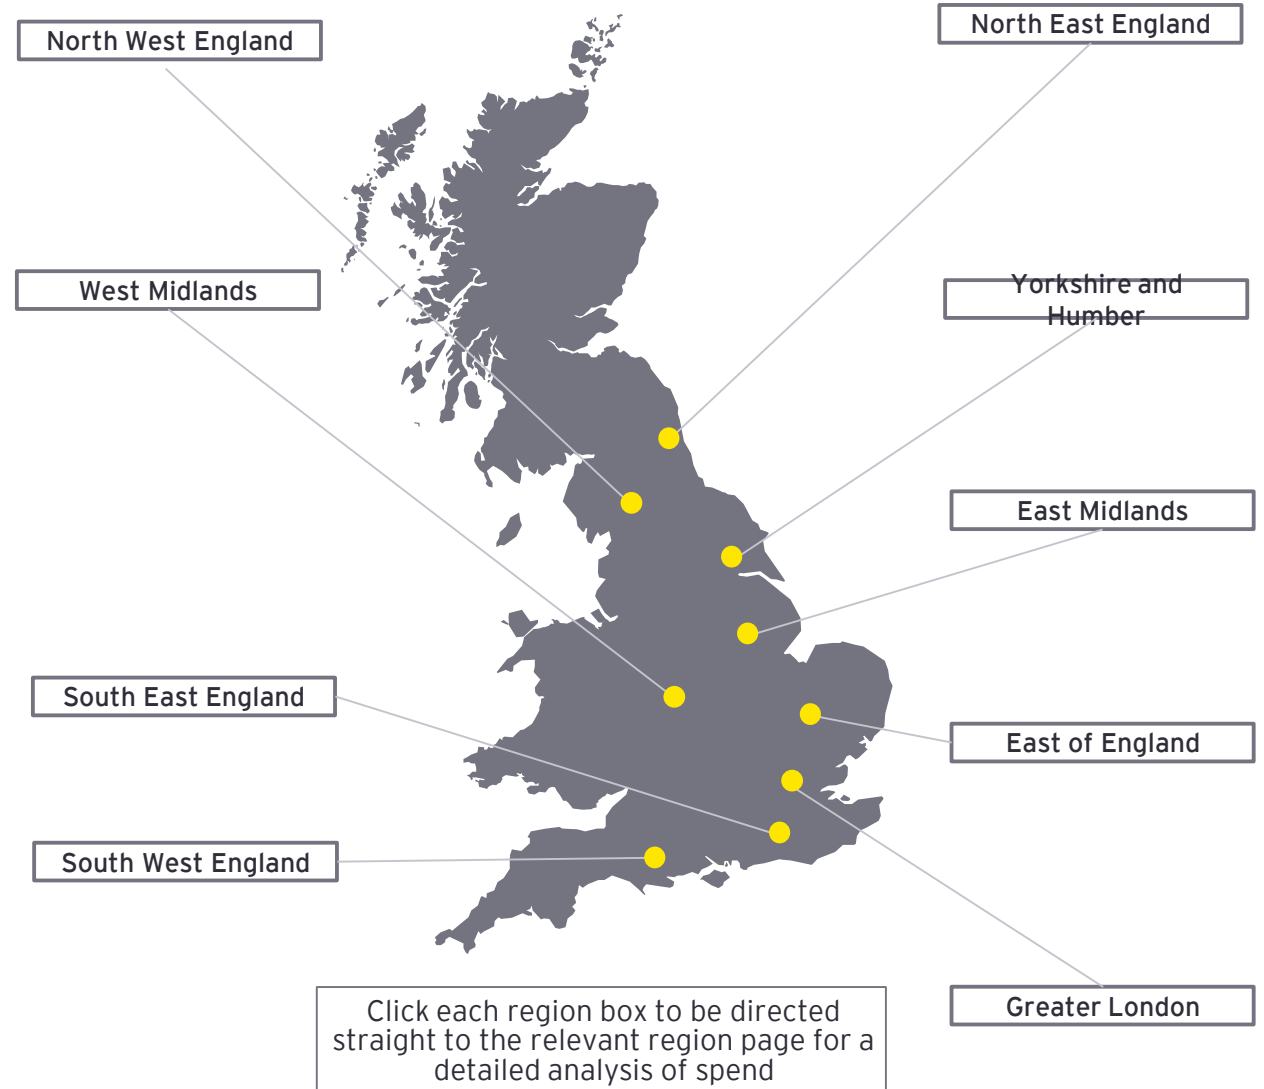 North West England
North East England
West Midlands
Yorkshire and
Humber
East Midlands
South East England
East of England
South West England
Greater London
Click each region box to be directed
straight to the relevant region page for a
detailed analysis of spend